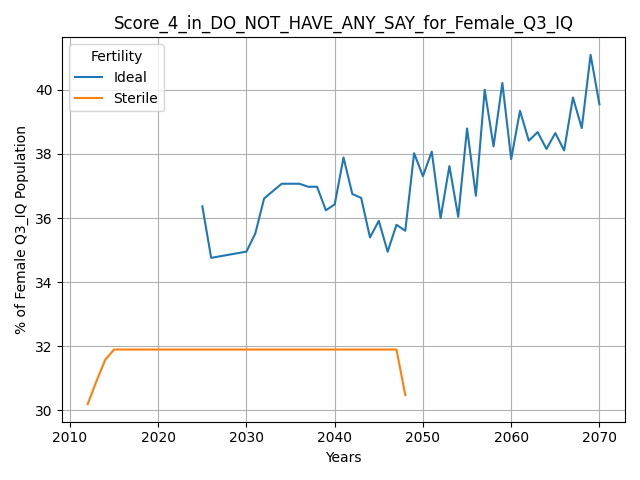 Score_4_in_DO_NOT_HAVE_ANY_SAY_for_Female_Q3_IQ
Fertility
Ideal
Sterile
% of Female Q3_IQ Population
40
38
36
34
32
30
2010 2020 2030 2040 2050 2060 2070
Years